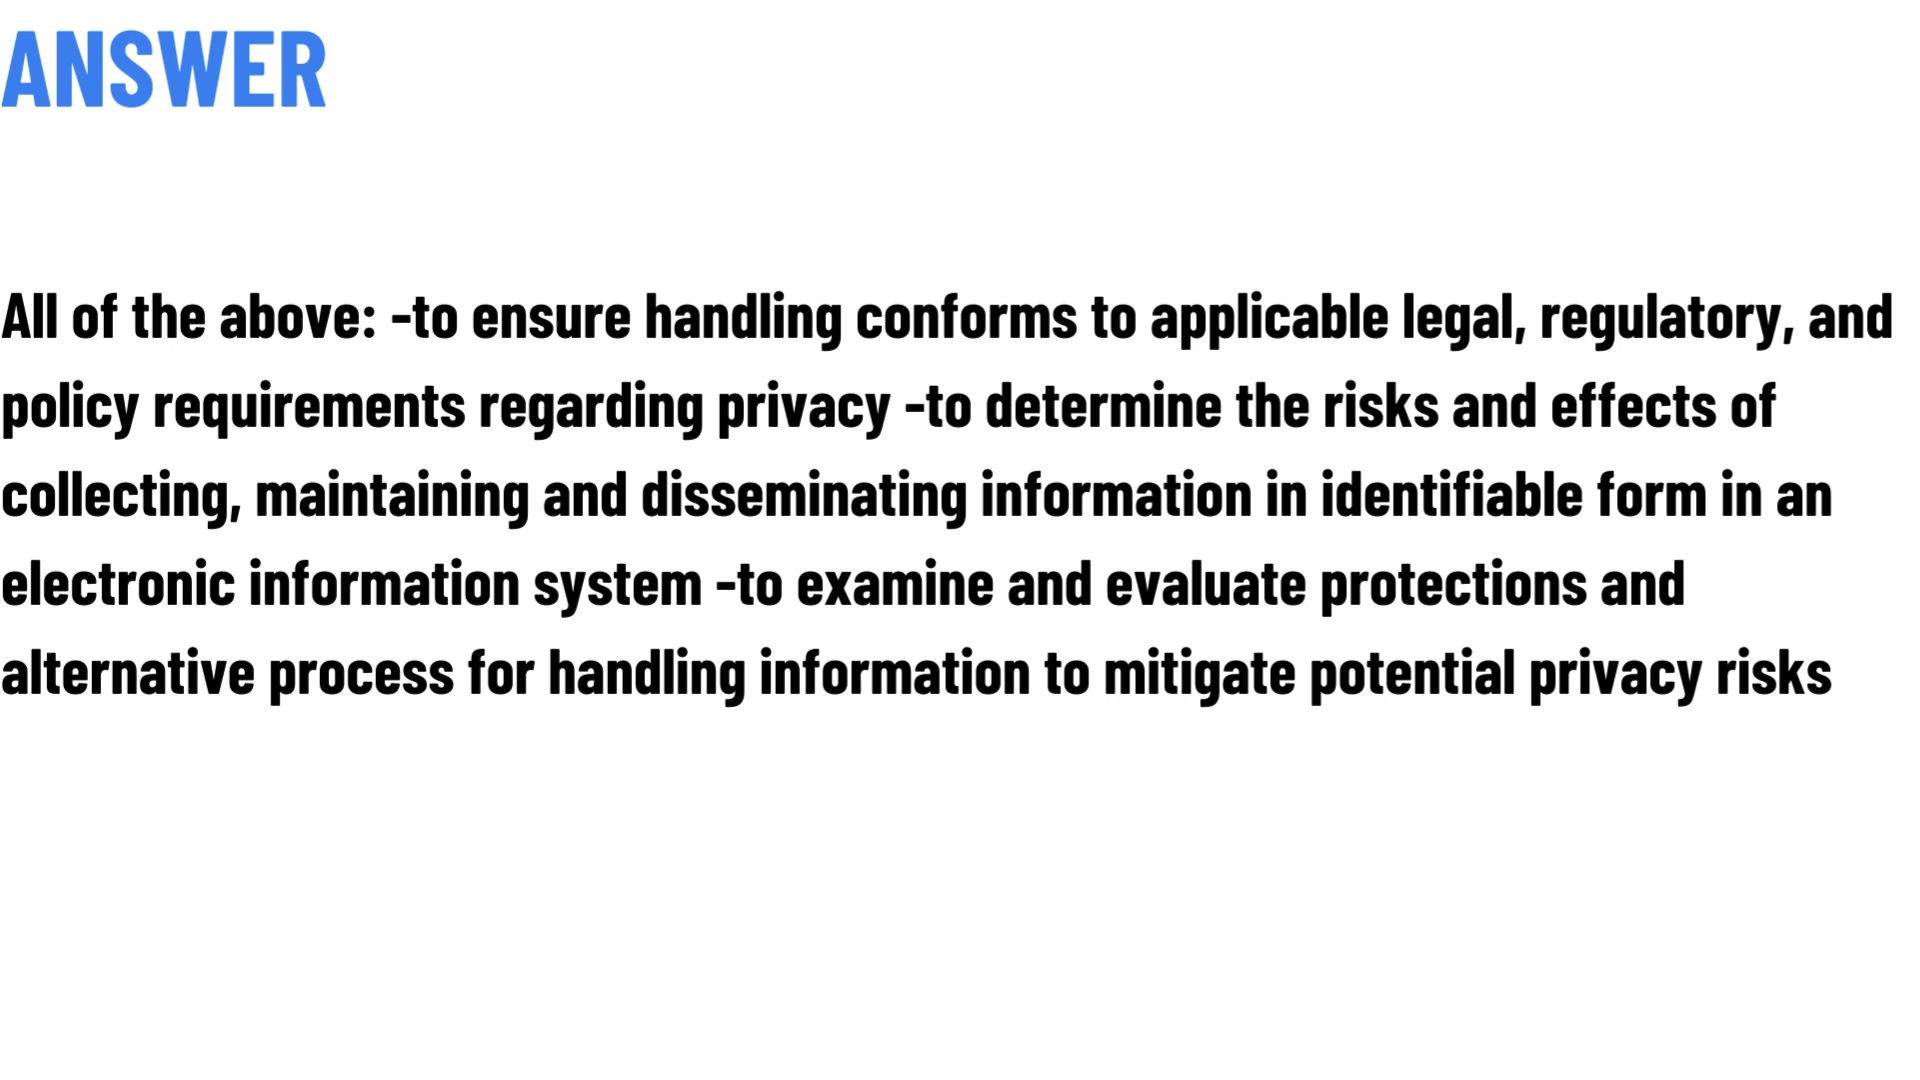 ANSWER
All of the above: -to ensure handling conforms to applicable legal, regulatory, and
policy requirements regarding privacy -to determine the risks and effects of
collecting, maintaining and disseminating information in identifiable form in an
electronic information system -to examine and evaluate protections and
alternative process for handling information to mitigate potential privacy risks